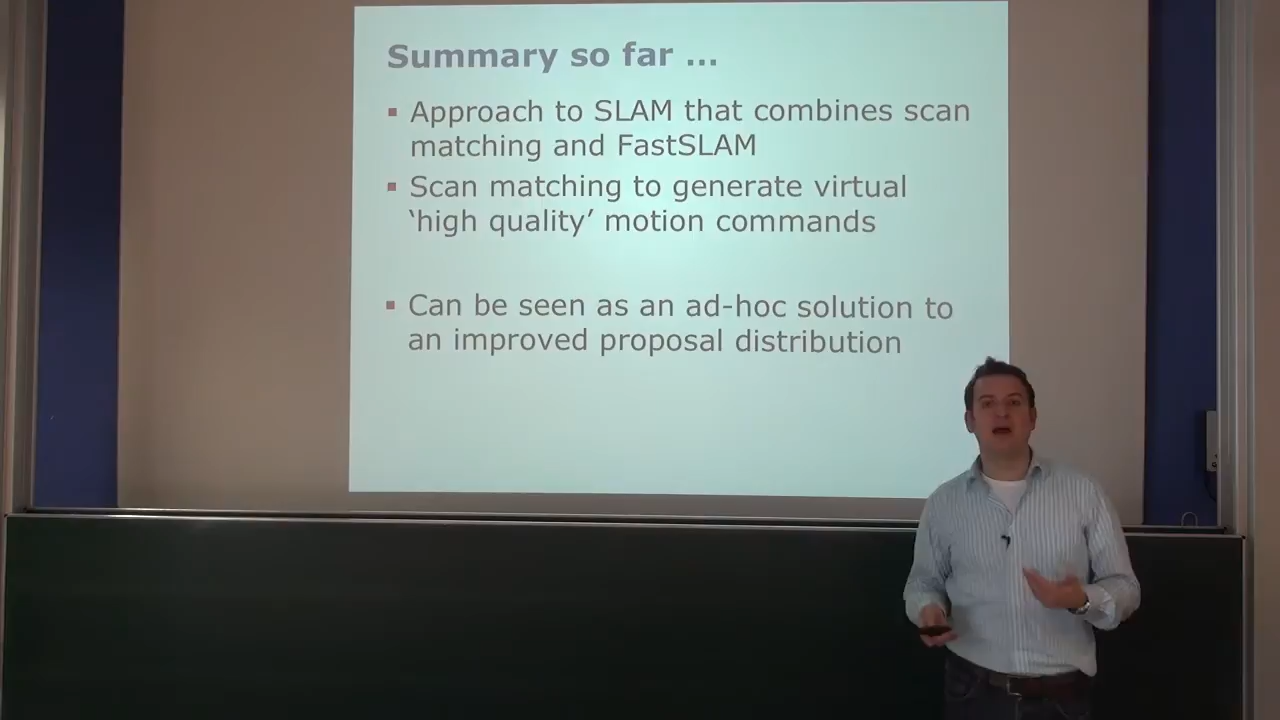 Summary so far ...
▪ Approach to SLAM that combines scan
matching and FastSLAM
▪ Scan matching to generate virtual
‘high quality’ motion commands
▪ Can be seen as an ad-hoc solution to
an improved proposal distribution